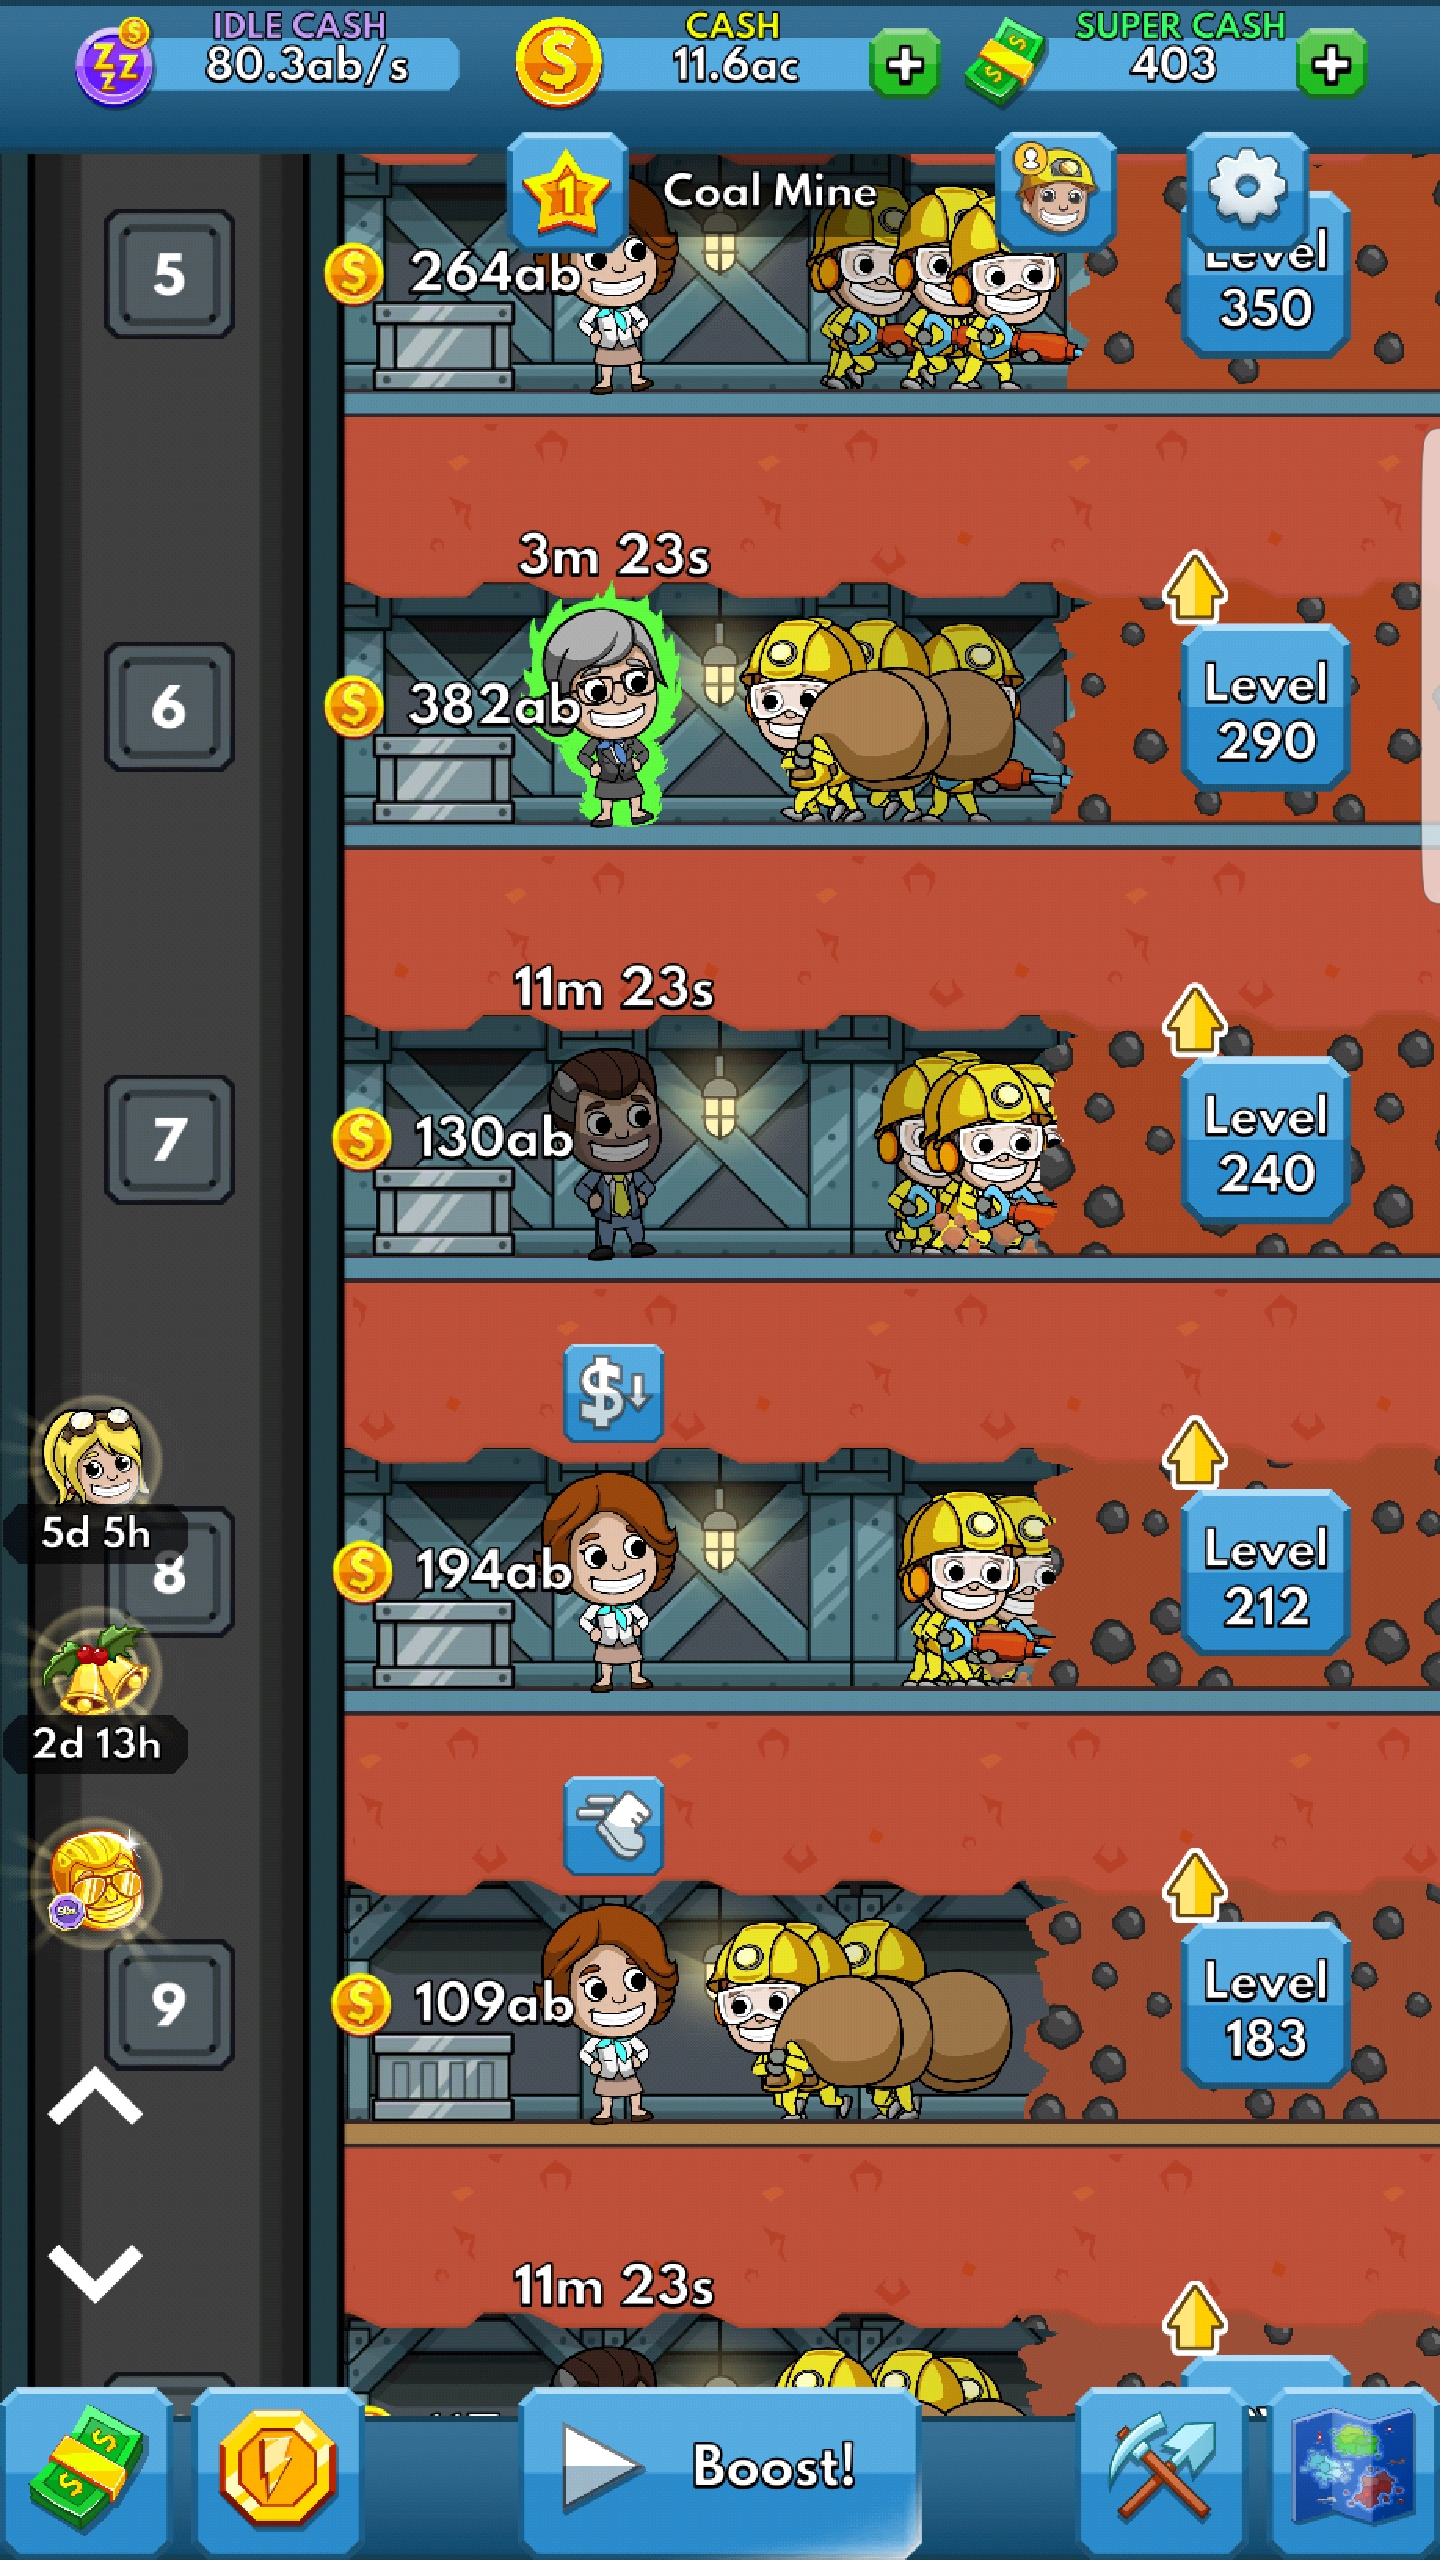 IDLE CASH
80.3ab/s
CASH
11.6ac
SUPER CASH
403
1
Coal Mine
5
264ab
Level
350
3m 23s
6
382ab
Level
290
11m 23s
7
130ab
Level
240
5d 5h
8
194ab
Level
212
2d 13h
9
109ab
Level
183
11m 23s
Boost!